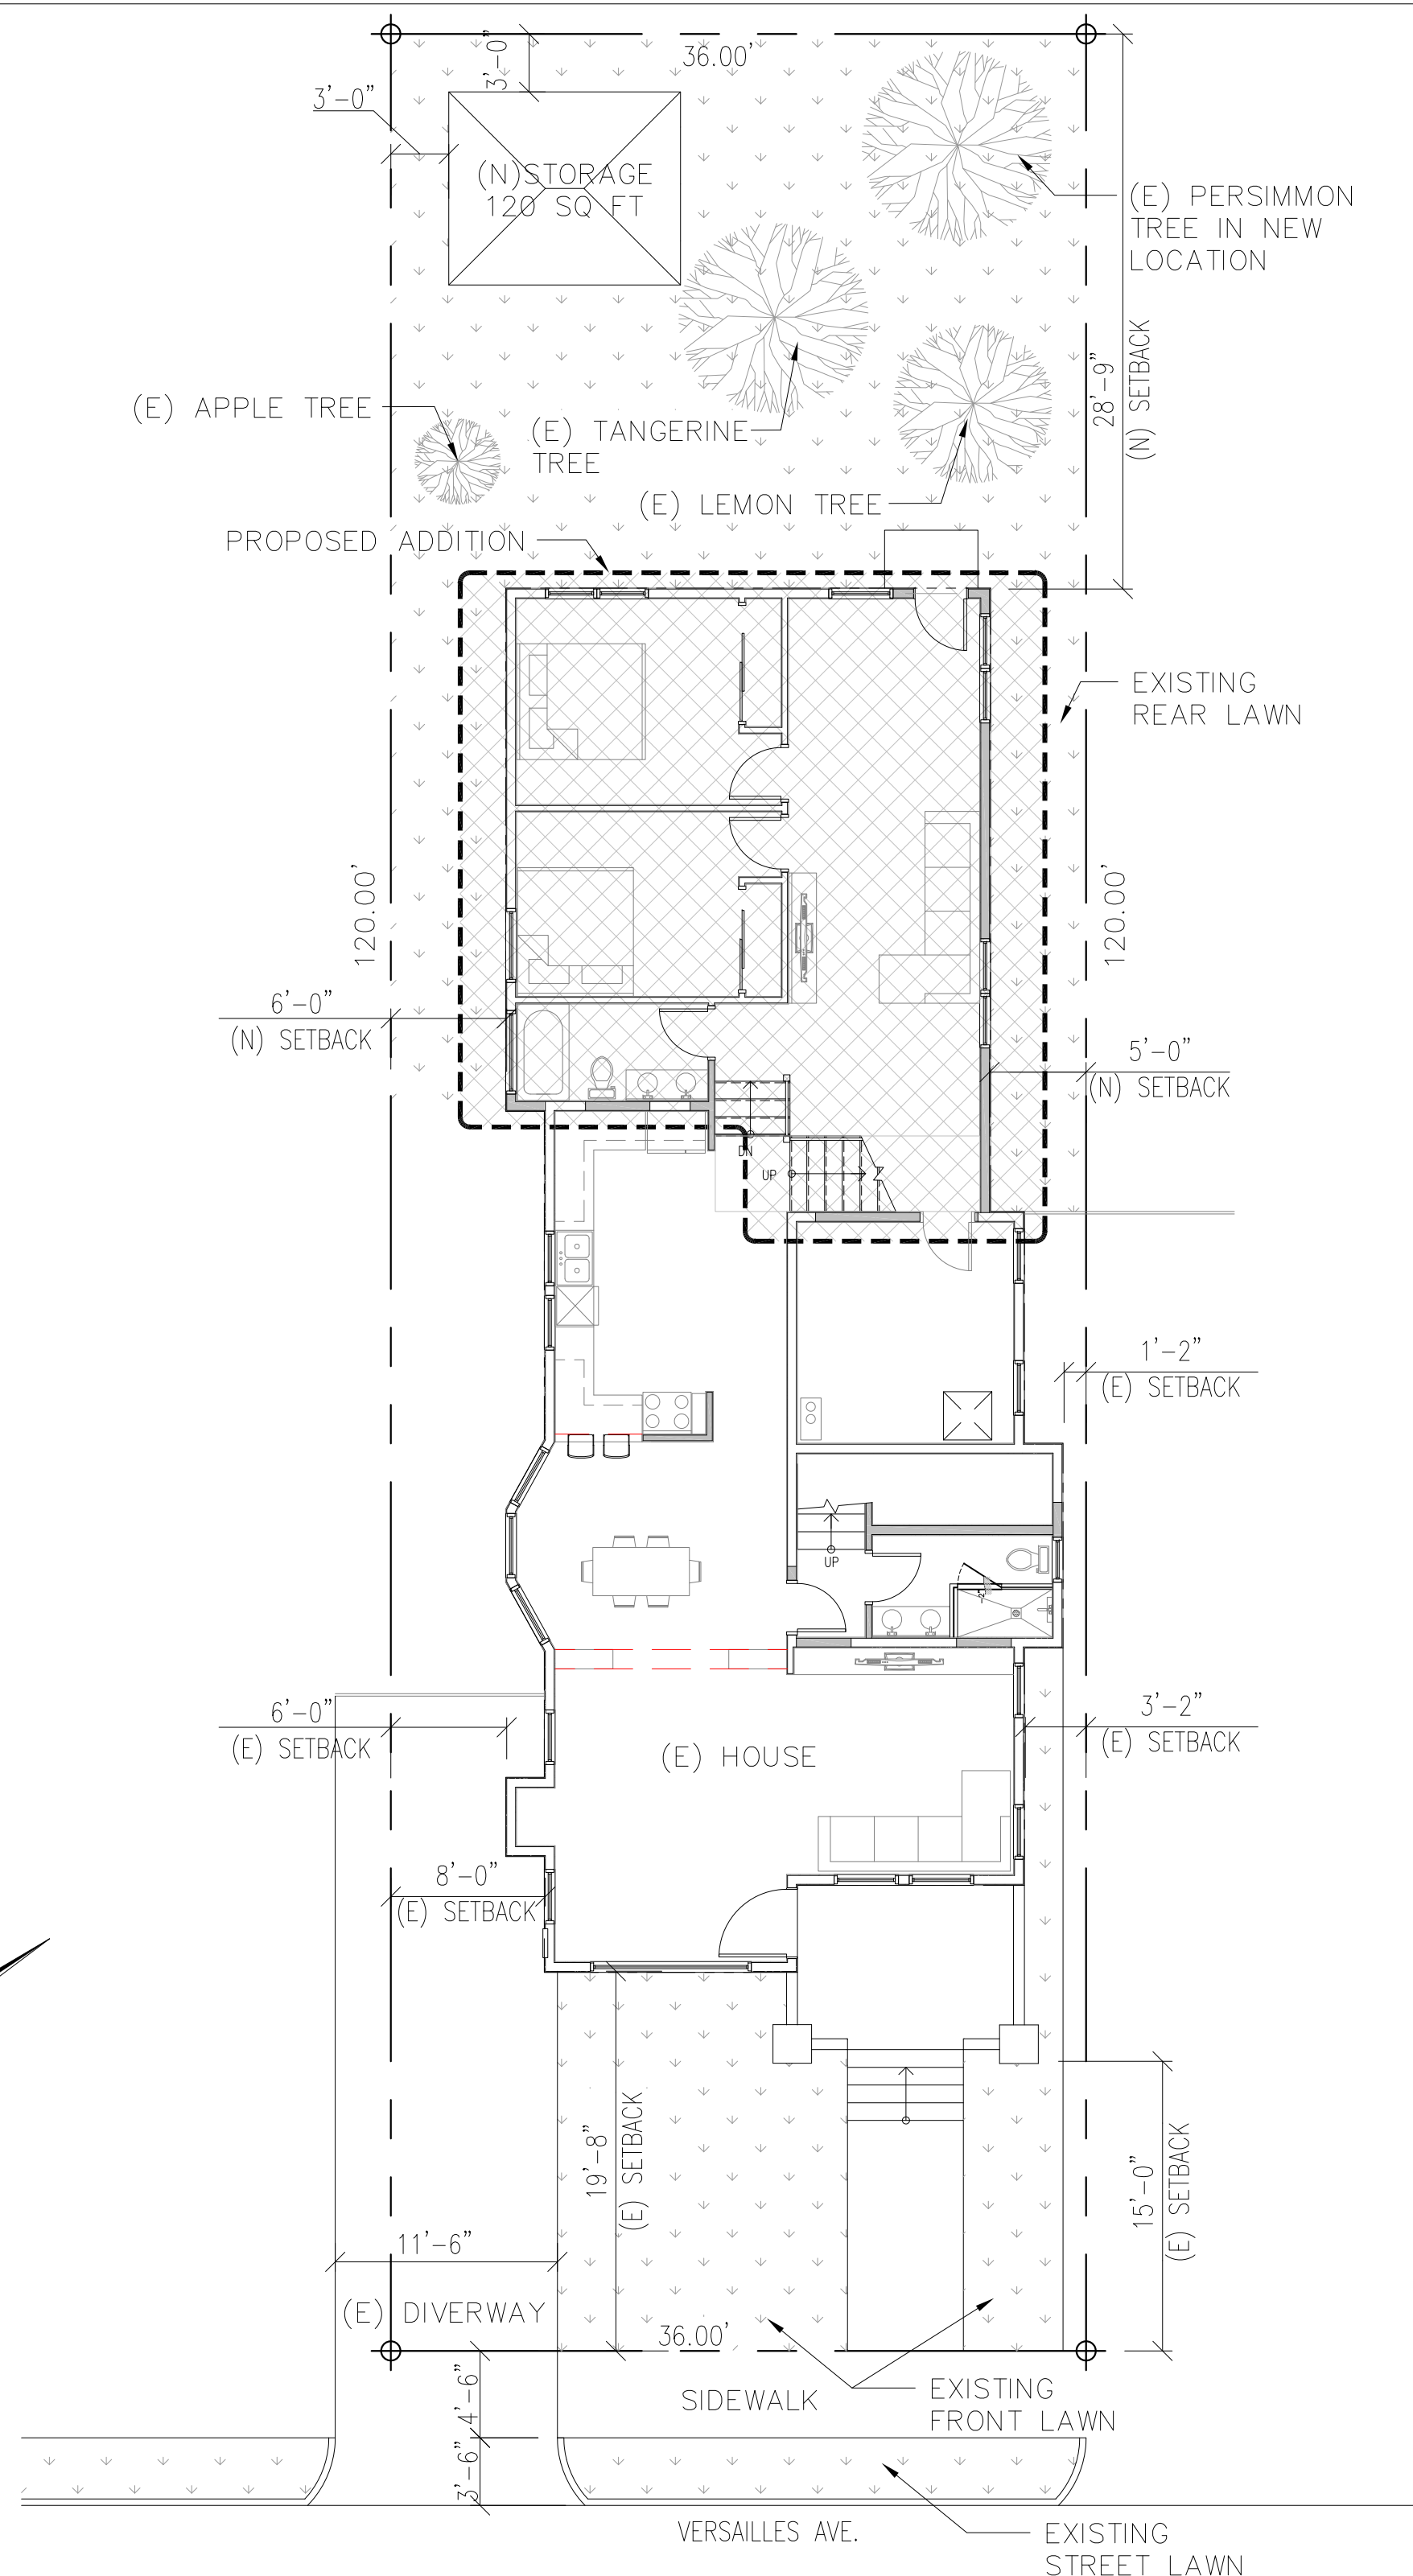 36.00'
3'-0"
3'-0"
(N)STORAGE
120 SQ FT
(E) PERSIMMON
TREE IN NEW
LOCATION
28'-9"
(N) SETBACK
(E) APPLE TREE
(E) TANGERINE
TREE
(E) LEMON TREE
PROPOSED ADDITION
EXISTING
REAR LAWN
120.00'
120.00'
6'-0"
(N) SETBACK
5'-0"
(N) SETBACK
DN
UP
1'-2"
(E) SETBACK
UP
6'-0"
(E) SETBACK
3'-2"
(E) SETBACK
(E) HOUSE
8'-0"
(E) SETBACK
19'-8"
(E) SETBACK
15'-0"
(E) SETBACK
11'-6"
(E) DIVERWAY
36.00'
4'-6"
SIDEWALK
EXISTING
FRONT LAWN
3'-6"
VERSAILLES AVE.
EXISTING
STREET LAWN